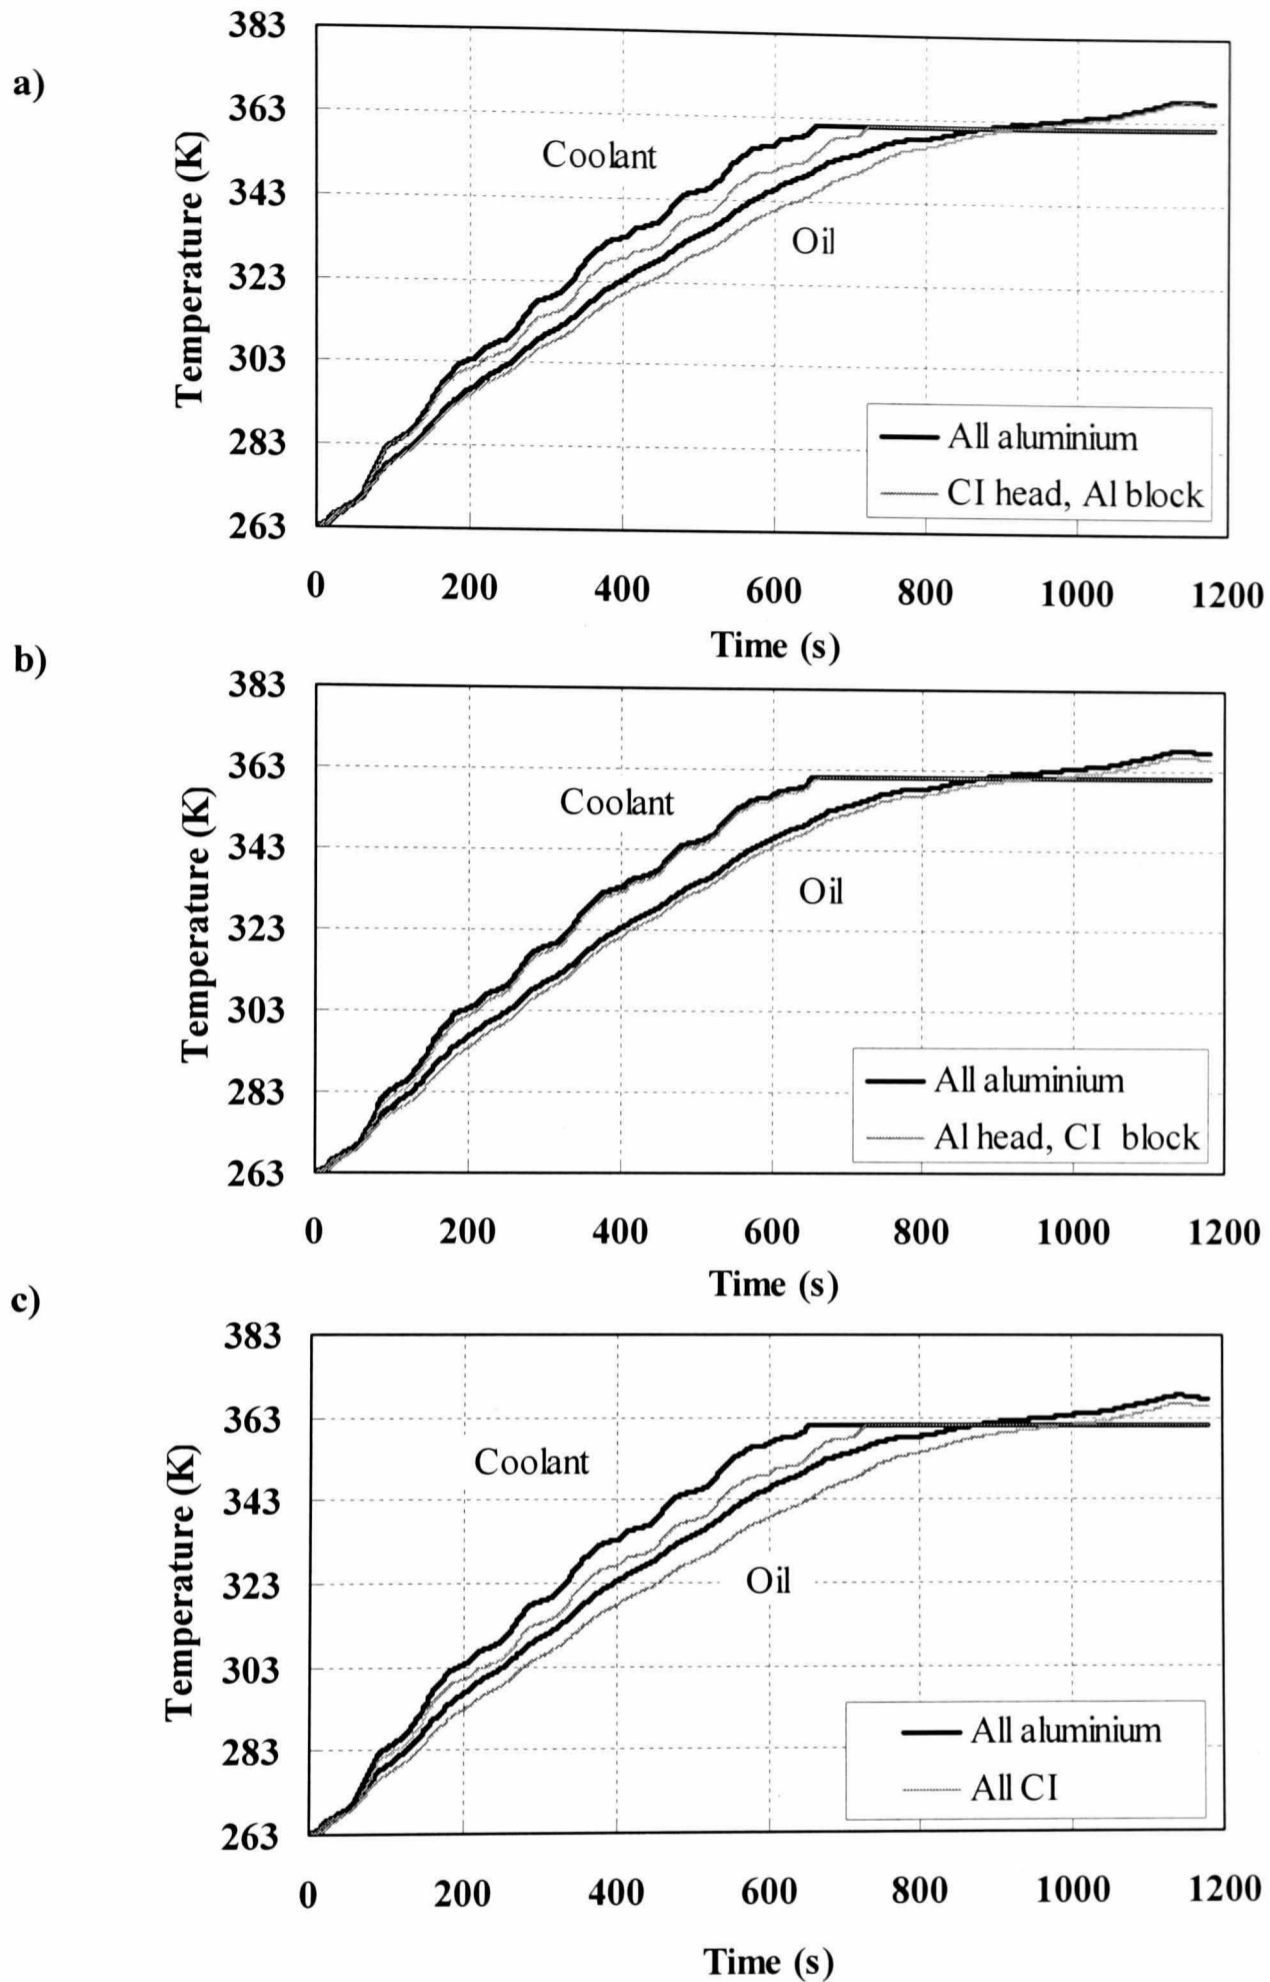 a)
383
363
343
323
303
283
263
Temperature (K)
Coolant
Oil
All aluminium
CI head, Al block
0 200 400 600 800 1000 1200
Time (s)
b)
383
363
343
323
303
283
263
Temperature (K)
Coolant
Oil
All aluminium
Al head, CI block
0 200 400 600 800 1000 1200
Time (s)
c)
383
363
343
323
303
283
263
Temperature (K)
Coolant
Oil
All aluminium
All CI
0 200 400 600 800 1000 1200
Time (s)